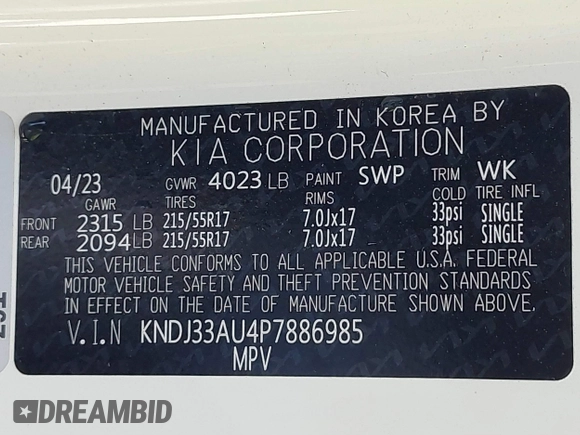 MANUFACTURED IN KOREA BY
KIA CORPORATION
04/23 GVWR 4023 LB PAINT SWP TRIM WK
GAWR TIRES RIMS COLD TIRE INFL
FRONT 2315 LB 215/55R17 7.0Jx17 33psi SINGLE
REAR 2094 LB 215/55R17 7.0Jx17 33psi SINGLE
THIS VEHICLE CONFORMS TO ALL APPLICABLE U.S.A. FEDERAL
MOTOR VEHICLE SAFETY AND THEFT PREVENTION STANDARDS
IN EFFECT ON THE DATE OF MANUFACTURE SHOWN ABOVE.
V.I.N KNDJ33AU4P7886985
MPV
DREAMBID